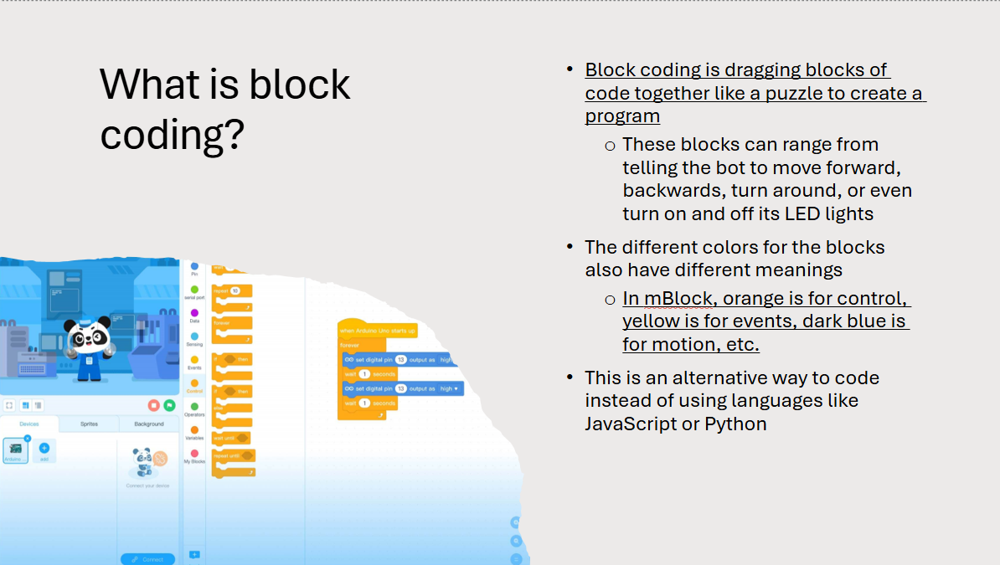 What is block
coding?
Block coding is dragging blocks of
code together like a puzzle to create a
program
These blocks can range from
telling the bot to move forward,
backwards, turn around, or even
turn on and off its LED lights
The different colors for the blocks
also have different meanings
In mBlock, orange is for control,
yellow is for events, dark blue is
for motion, etc.
This is an alternative way to code
instead of using languages like
JavaScript or Python
Pin
serial port
Data
Sensing
Events
Control
Operators
Variables
My Blocks
repeat 10
forever
if then
if then
else
wait until
repeat until
when Arduino Uno starts up
forever
set digital pin 13 output as high
wait 1 seconds
set digital pin 13 output as high
wait 1 seconds
Devices Sprites Background
Arduino ...
add
Connect your device
Connect